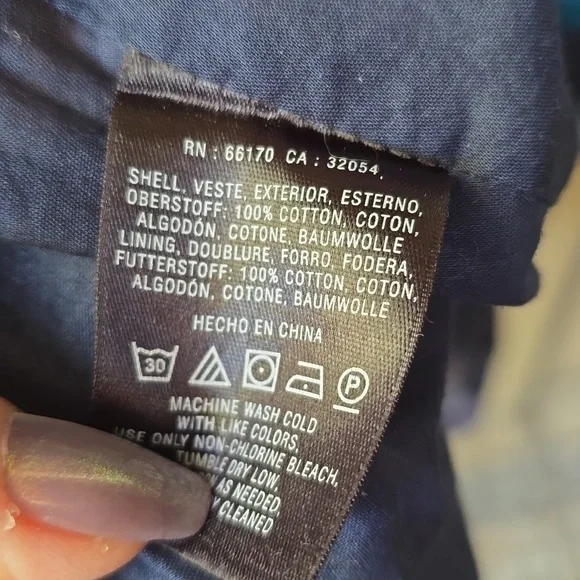 RN : 66170 CA : 32054,
SHELL, VESTE, EXTERIOR, ESTERNO,
OBERSTOFF: 100% COTTON, COTON,
ALGODÓN, COTONE, BAUMWOLLE
LINING, DOUBLURE, FORRO, FODERA,
FUTTERSTOFF: 100% COTTON, COTON,
ALGODÓN, COTONE, BAUMWOLLE
HECHO EN CHINA
30 P
MACHINE WASH COLD
WITH LIKE COLORS,
USE ONLY NON-CHLORINE BLEACH,
TUMBLE DRY LOW,
AS NEEDED,
CLEANED